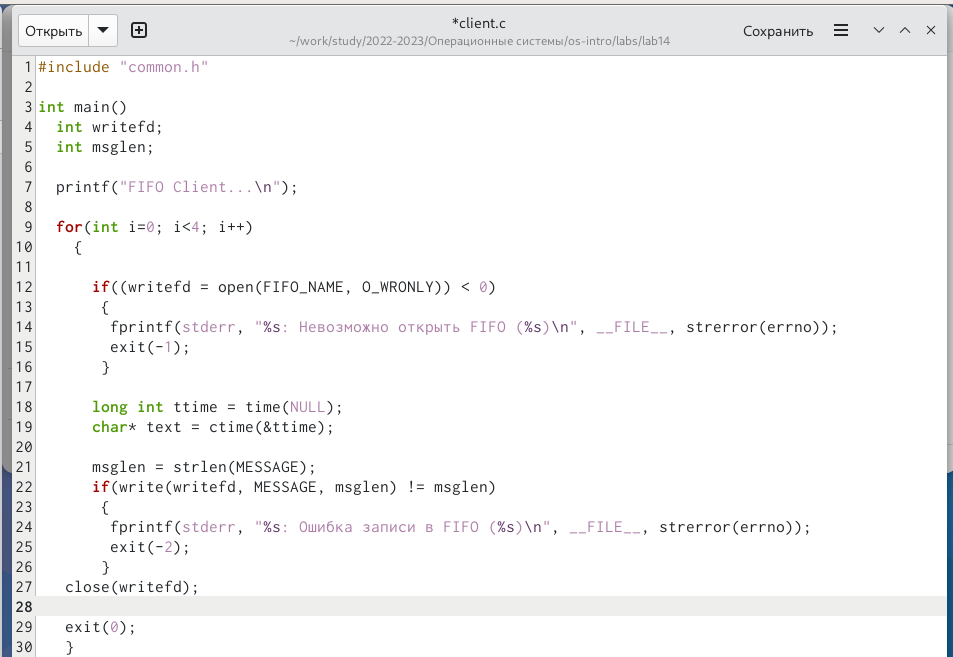 Открыть
*client.c
~/work/study/2022-2023/Операционные системы/os-intro/labs/lab14
Сохранить
1 #include "common.h"
2
3 int main()
4   int writefd;
5   int msglen;
6
7   printf("FIFO Client...\n");
8
9   for(int i=0; i<4; i++)
10     {
11
12       if((writefd = open(FIFO_NAME, O_WRONLY)) < 0)
13        {
14         fprintf(stderr, "%s: Невозможно открыть FIFO (%s)\n", __FILE__, strerror(errno));
15         exit(-1);
16        }
17
18       long int ttime = time(NULL);
19       char* text = ctime(&ttime);
20
21       msglen = strlen(MESSAGE);
22       if(write(writefd, MESSAGE, msglen) != msglen)
23        {
24         fprintf(stderr, "%s: Ошибка записи в FIFO (%s)\n", __FILE__, strerror(errno));
25         exit(-2);
26        }
27    close(writefd);
28
29    exit(0);
30    }